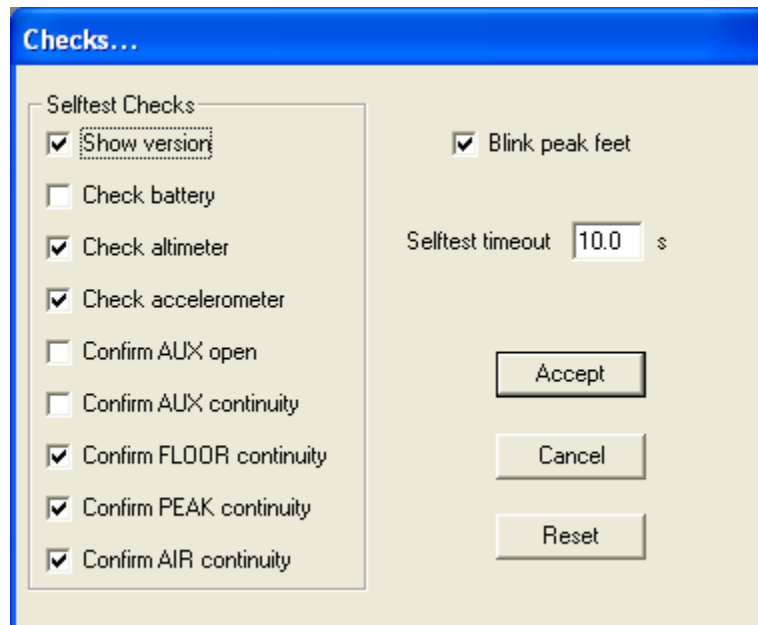 Checks...
Selftest Checks
Show version
Check battery
Check altimeter
Check accelerometer
Confirm AUX open
Confirm AUX continuity
Confirm FLOOR continuity
Confirm PEAK continuity
Confirm AIR continuity
Blink peak feet
Selftest timeout 10.0 s
Accept
Cancel
Reset